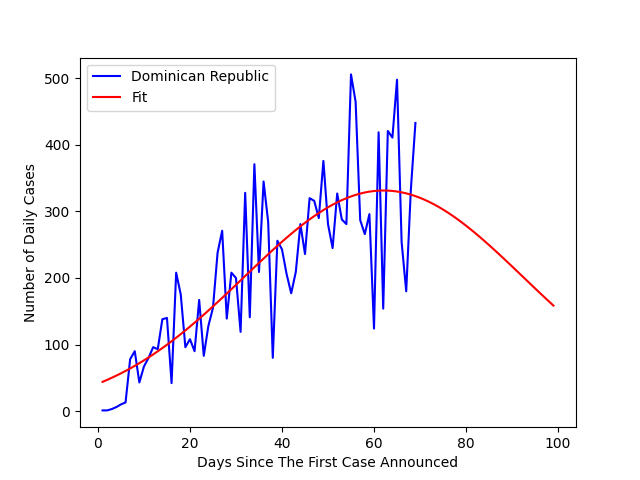 Dominican Republic
Fit
500
400
300
200
100
0
Number of Daily Cases
0 20 40 60 80 100
Days Since The First Case Announced